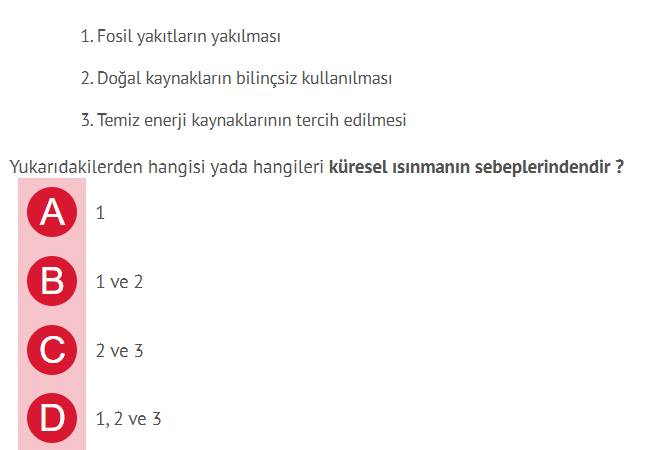 1. Fosil yakıtların yakılması
2. Doğal kaynakların bilinçsiz kullanılması
3. Temiz enerji kaynaklarının tercih edilmesi
Yukarıdakilerden hangisi yada hangileri küresel ısınmanın sebeplerindendir ?
A 1
B 1 ve 2
C 2 ve 3
D 1, 2 ve 3